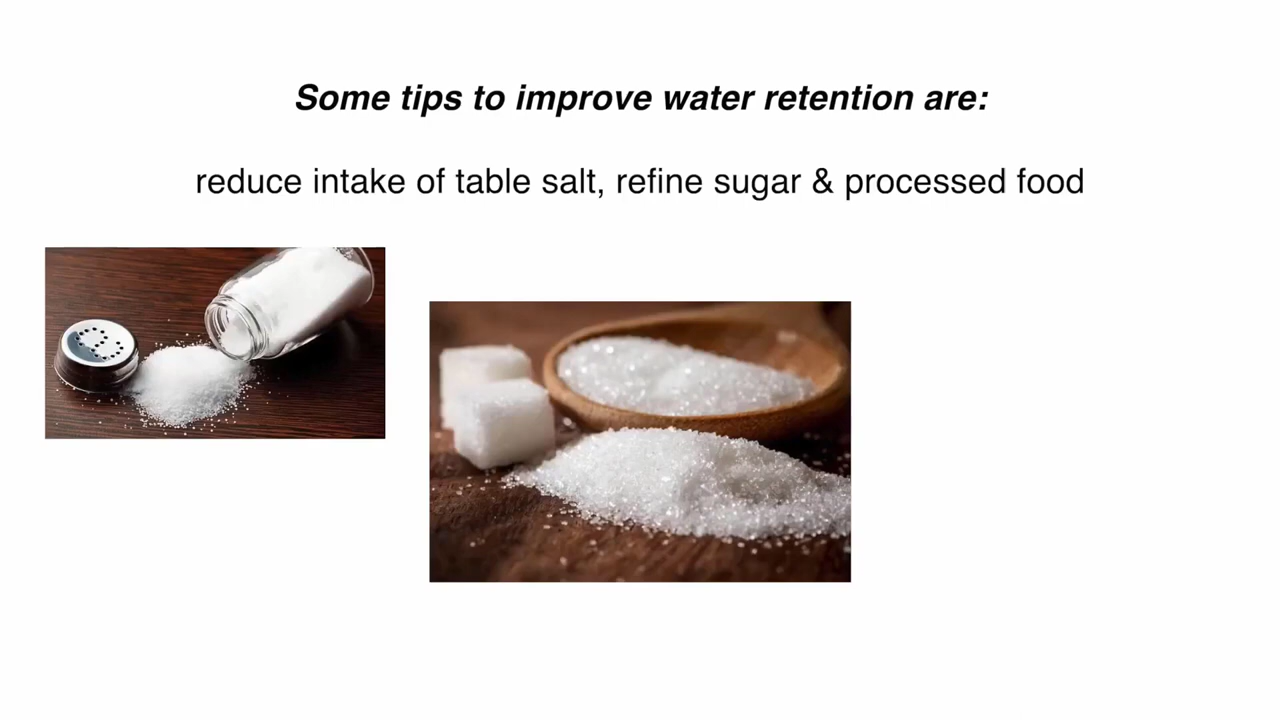 Some tips to improve water retention are:
reduce intake of table salt, refine sugar & processed food